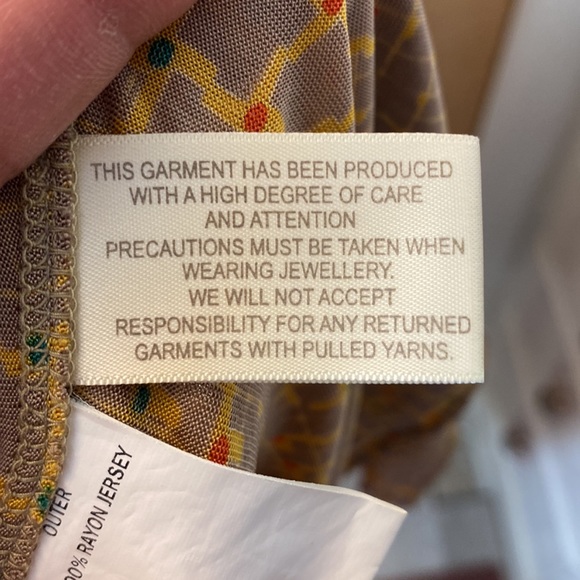 THIS GARMENT HAS BEEN PRODUCED
WITH A HIGH DEGREE OF CARE
AND ATTENTION
PRECAUTIONS MUST BE TAKEN WHEN
WEARING JEWELLERY.
WE WILL NOT ACCEPT
RESPONSIBILITY FOR ANY RETURNED
GARMENTS WITH PULLED YARNS.
OUTER
RAYON JERSEY